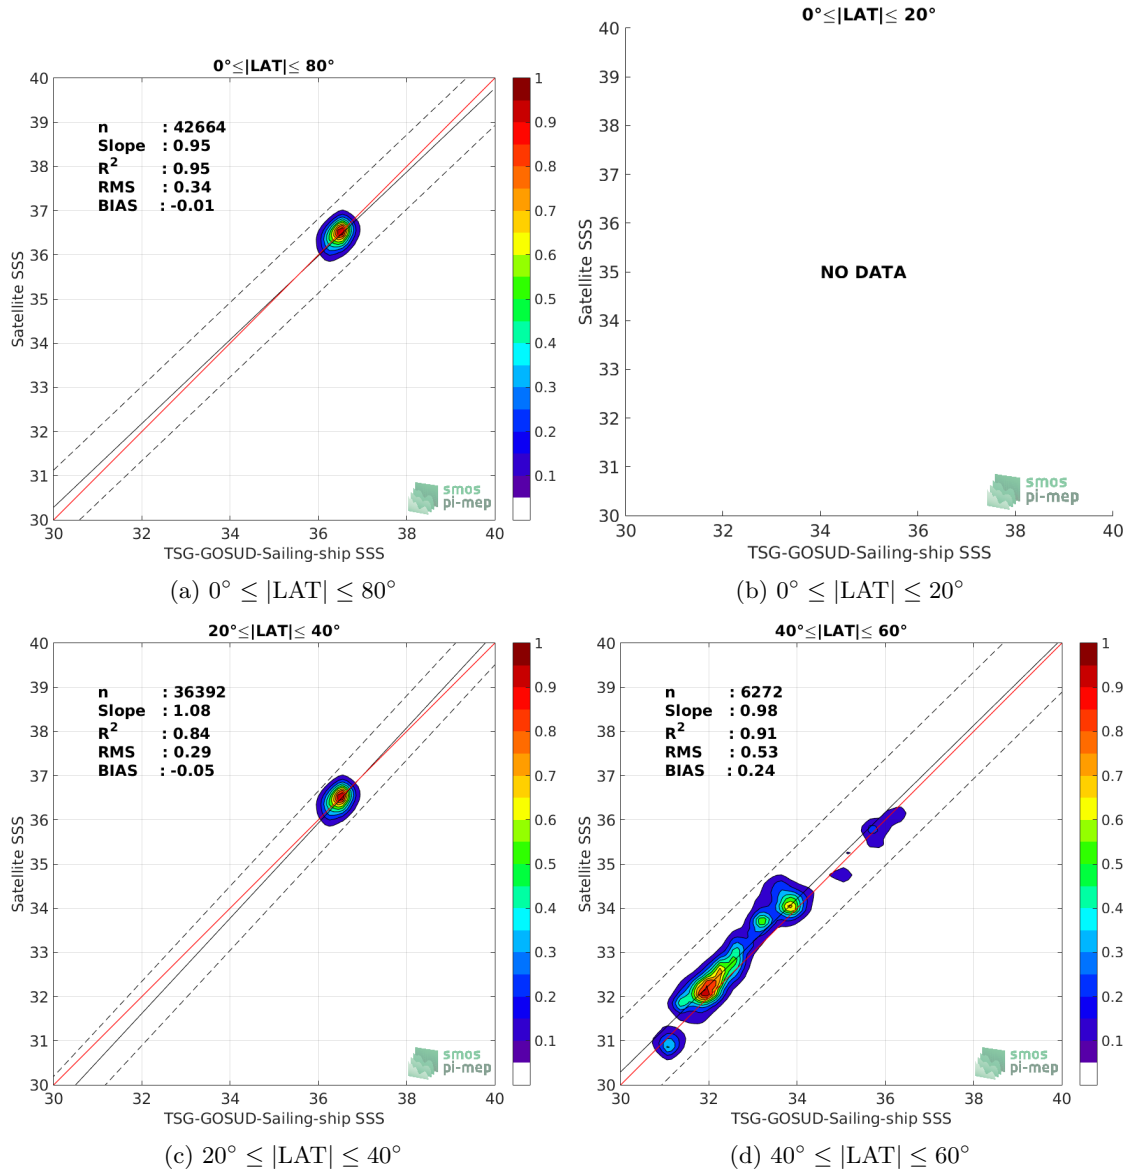 0°≤|LAT|≤ 80°
40
39
38
37
36
35
34
33
32
31
30
Satellite SSS
n : 42664
Slope : 0.95
R2 : 0.95
RMS : 0.34
BIAS : -0.01
1
0.9
0.8
0.7
0.6
0.5
0.4
0.3
0.2
0.1
smos
pi-mep
30 32 34 36 38 40
TSG-GOSUD-Sailing-ship SSS
(a) 0° ≤ |LAT| ≤ 80°
0°≤|LAT|≤ 20°
40
39
38
37
36
35
34
33
32
31
30
Satellite SSS
NO DATA
smos
pi-mep
30 32 34 36 38 40
TSG-GOSUD-Sailing-ship SSS
(b) 0° ≤ |LAT| ≤ 20°
20°≤|LAT|≤ 40°
40
39
38
37
36
35
34
33
32
31
30
Satellite SSS
n : 36392
Slope : 1.08
R2 : 0.84
RMS : 0.29
BIAS : -0.05
1
0.9
0.8
0.7
0.6
0.5
0.4
0.3
0.2
0.1
smos
pi-mep
30 32 34 36 38 40
TSG-GOSUD-Sailing-ship SSS
(c) 20° ≤ |LAT| ≤ 40°
40°≤|LAT|≤ 60°
40
39
38
37
36
35
34
33
32
31
30
Satellite SSS
n : 6272
Slope : 0.98
R2 : 0.91
RMS : 0.53
BIAS : 0.24
1
0.9
0.8
0.7
0.6
0.5
0.4
0.3
0.2
0.1
smos
pi-mep
30 32 34 36 38 40
TSG-GOSUD-Sailing-ship SSS
(d) 40° ≤ |LAT| ≤ 60°